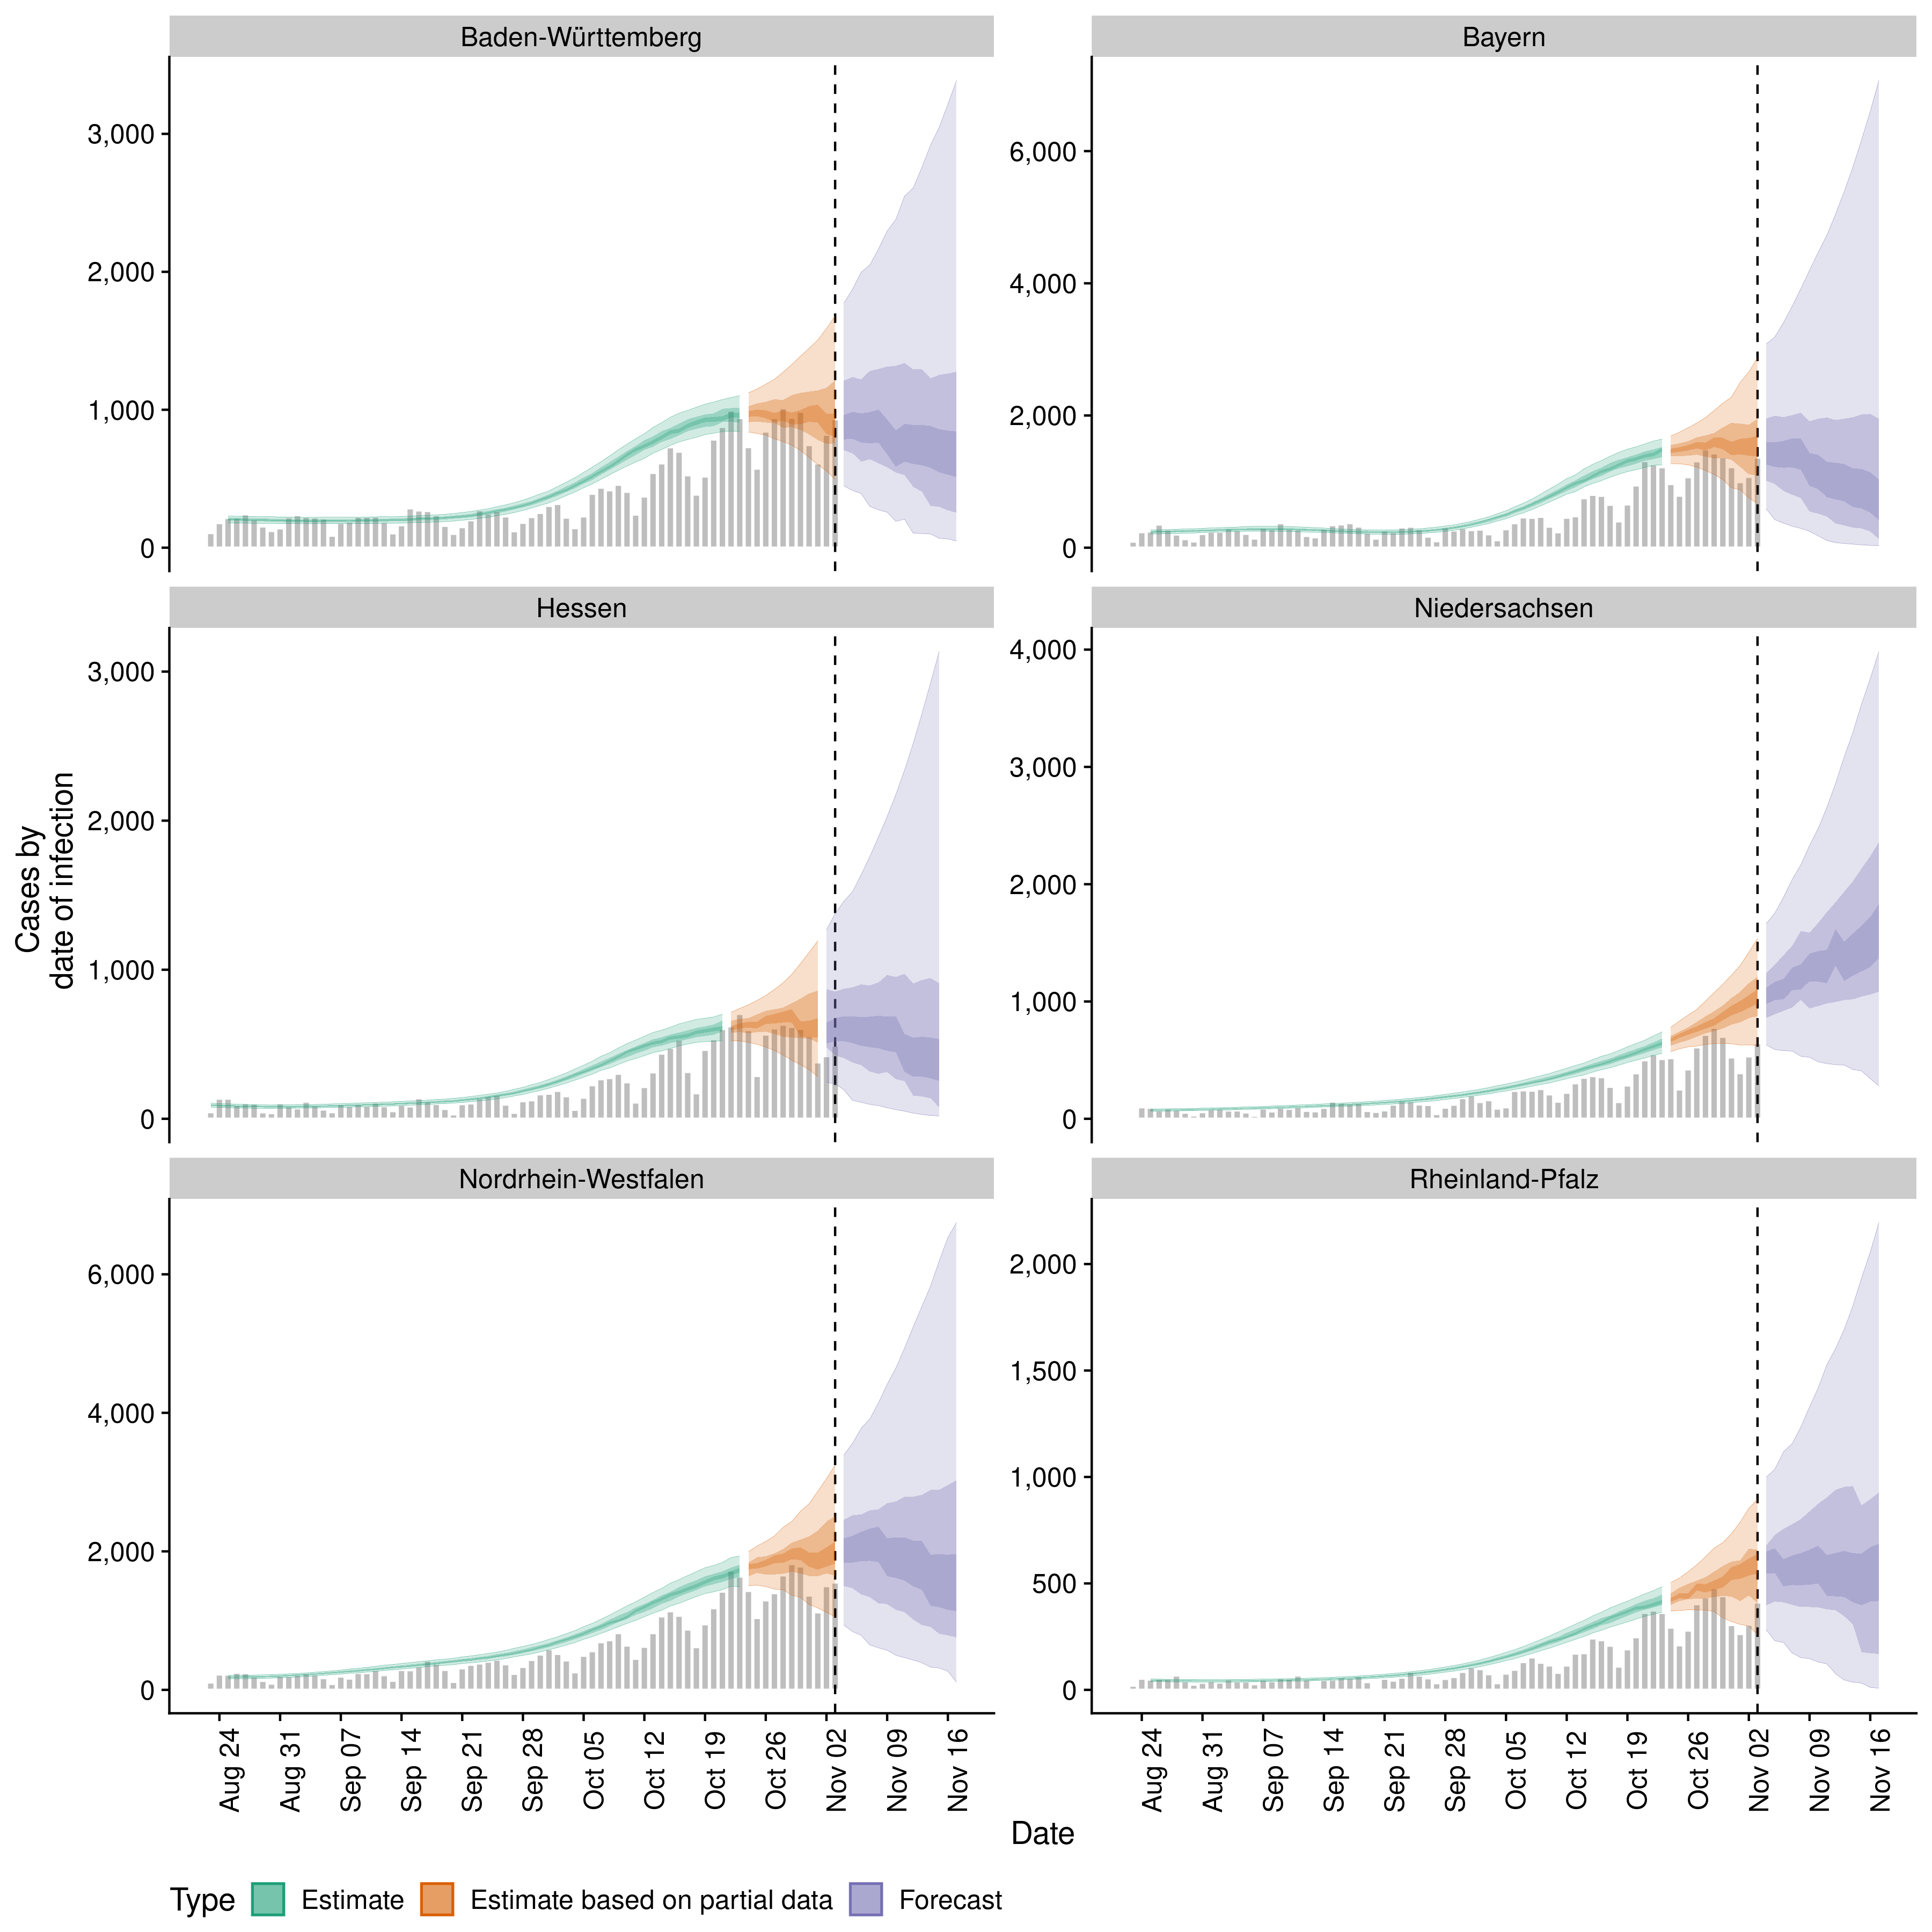 Baden-Württemberg
Bayern
3,000
2,000
1,000
0
6,000
4,000
2,000
0
Hessen
Niedersachsen
3,000
2,000
1,000
0
4,000
3,000
2,000
1,000
0
Nordrhein-Westfalen
Rheinland-Pfalz
6,000
4,000
2,000
0
2,000
1,500
1,000
500
0
Cases by
date of infection
Aug 24 Aug 31 Sep 07 Sep 14 Sep 21 Sep 28 Oct 05 Oct 12 Oct 19 Oct 26 Nov 02 Nov 09 Nov 16
Aug 24 Aug 31 Sep 07 Sep 14 Sep 21 Sep 28 Oct 05 Oct 12 Oct 19 Oct 26 Nov 02 Nov 09 Nov 16
Date
Type Estimate Estimate based on partial data Forecast